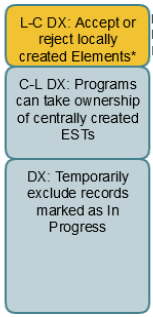 L-C DX: Accept or
reject locally
created Elements*
C-L DX: Programs
can take ownership
of centrally created
ESTs
DX: Temporarily
exclude records
marked as In
Progress